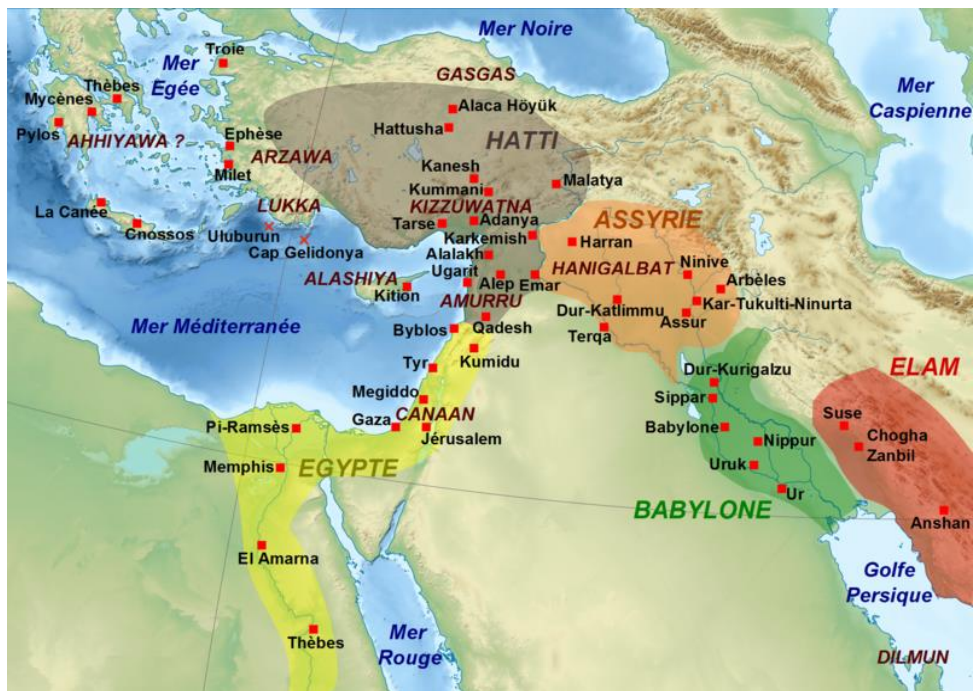 Mer Noire
Troie
Mer
Egée
GASGAS
Mer
Caspienne
Thèbes
Mycènes
Alaca Höyük
Pylos
Hattusha
HATTI
AHHIYAWA ?
Ephèse
ARZAWA
Milet
Kanesh
Malatya
Kummani
KIZZUWATNA
LUKKA
La Canée
Cnossos
Tarse
Adanya
ASSYRIE
Uluburun
Cap Gelidonya
Karkemish
Harran
Alalakh
HANIGALBAT
Ninive
ALASHIYA
Ugarit
Alep
Emar
Arbèles
Kition
AMURRU
Dur-Katlimmu
Kar-Tukulti-Ninurta
Mer Méditerranée
Byblos
Qadesh
Terqa
Assur
Kumidu
Tyr
Dur-Kurigalzu
ELAM
Megiddo
Sippar
Gaza
CANAAN
Suse
Pi-Ramsès
Jérusalem
Babylone
Nippur
Chogha
Zanbil
Memphis
EGYPTE
Uruk
Ur
BABYLONE
Anshan
El Amarna
Golfe
Persique
Thèbes
Mer
Rouge
DILMUN